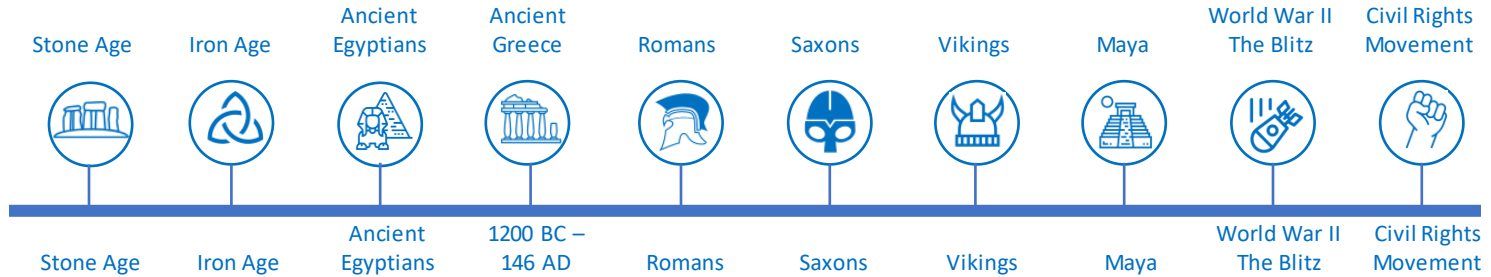 Stone Age
Iron Age
Ancient
Egyptians
Ancient
Greece
Romans
Saxons
Vikings
Maya
World War II
The Blitz
Civil Rights
Movement
Stone Age
Iron Age
Ancient
Egyptians
1200 BC –
146 AD
Romans
Saxons
Vikings
Maya
World War II
The Blitz
Civil Rights
Movement